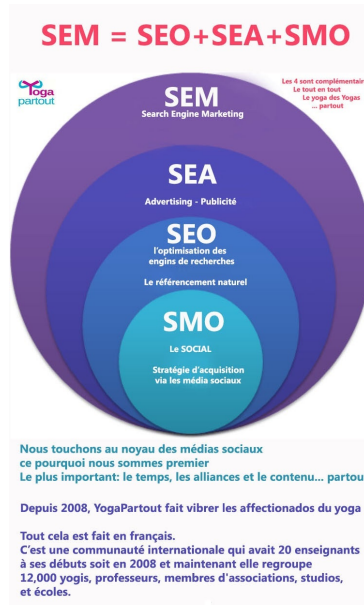 SEM = SEO+SEA+SMO
Yoga
partout
Les 4 sont complémentair
Le tout en tout
Le yoga des Yogas
... partout
SEM
Search Engine Marketing
SEA
Advertising - Publicité
SEO
l'optimisation des
engins de recherches
Le référencement naturel
SMO
Le SOCIAL
Stratégie d'acquisition
via les média sociaux
Nous touchons au noyau des médias sociaux
ce pourquoi nous sommes premier
Le plus important: le temps, les alliances et le contenu... partou
Depuis 2008, YogaPartout fait vibrer les affectionados du yoga
Tout cela est fait en français.
C'est une communauté internationale qui avait 20 enseignants
à ses débuts soit en 2008 et maintenant elle regroupe
12,000 yogis, professeurs, membres d'associations, studios,
et écoles.